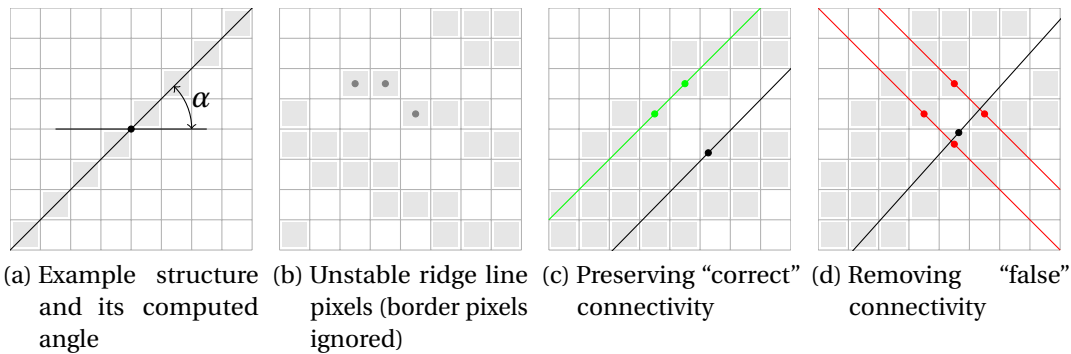 α
(a) Example structure
and its computed
angle
(b) Unstable ridge line
pixels (border pixels
ignored)
(c) Preserving “correct”
connectivity
(d) Removing “false”
connectivity